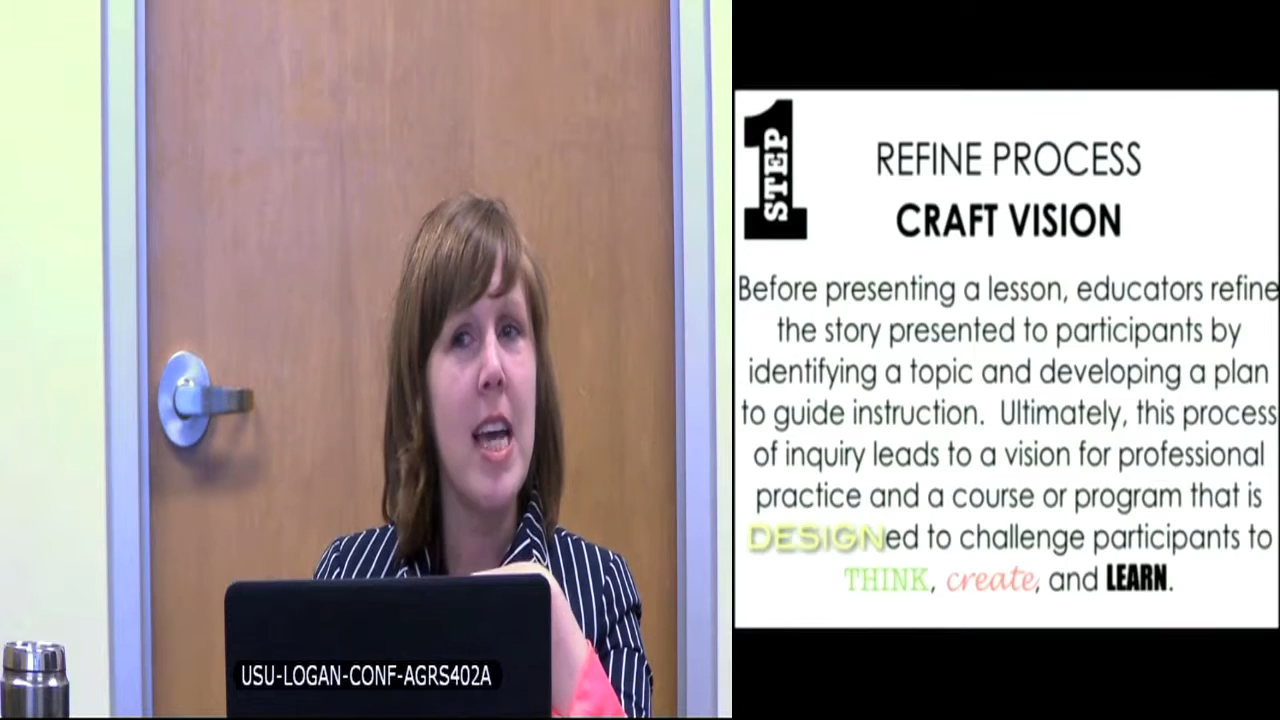 USU-LOGAN-CONF-AGRS402A
1
STEP
REFINE PROCESS
CRAFT VISION
Before presenting a lesson, educators refine
the story presented to participants by
identifying a topic and developing a plan
to guide instruction.  Ultimately, this process
of inquiry leads to a vision for professional
practice and a course or program that is
DESIGNed to challenge participants to
THINK, create, and LEARN.